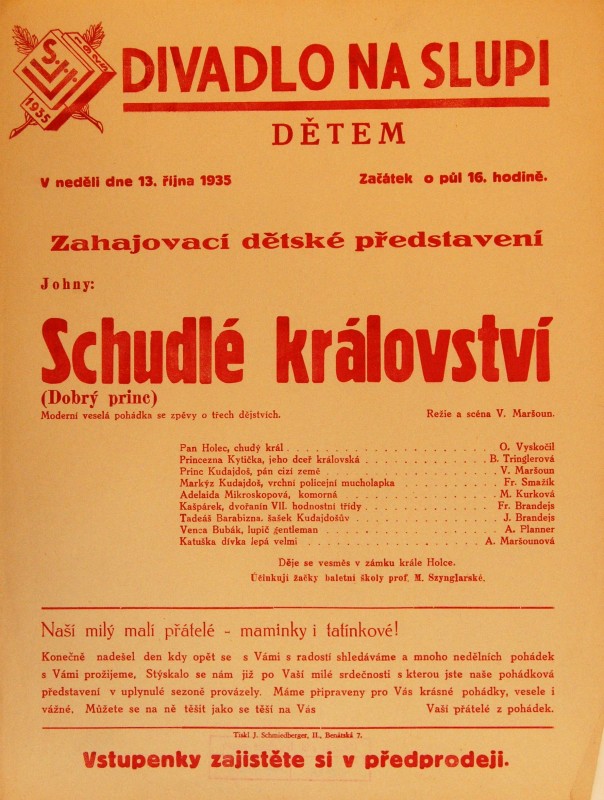 S.H.
1935
DIVADLO NA SLUPI
DĚTEM
V neděli dne 13. října 1935 Začátek o půl 16. hodině.
Zahajovací dětské představení
Johny:
Schudlé království
(Dobrý princ)
Moderní veselá pohádka se zpěvy o třech dějstvích. Režie a scéna V. Maršoun.
Pan Holec, chudý král . . . . . . . . . . . . . . . . . . . . O. Vyskočil
Princezna Kytička, jeho dceř královská . . . . . . . . . . . . B. Tringlerová
Princ Kudajdoš, pán cizí země . . . . . . . . . . . . . . . . V. Maršoun
Markýz Kudajdoš, vrchní policejní mucholapka . . . . . . . . . Fr. Smažík
Adelaida Mikroskopová, komorná . . . . . . . . . . . . . . . M. Kurková
Kašpárek, dvořanín VII. hodnostní třídy . . . . . . . . . . . . Fr. Brandejs
Tadeáš Barabizna. šašek Kudajdošův . . . . . . . . . . . . . J. Brandejs
Venca Bubák, lupič gentleman . . . . . . . . . . . . . . . . A. Planner
Katuška dívka lepá velmi . . . . . . . . . . . . . . . . . . A. Maršounová
Děje se vesměs v zámku krále Holce.
Účinkují žačky baletní školy prof. M. Szynglarské.
Naší milý malí přátelé - maminky i tatínkové!
Konečně nadešel den kdy opět se s Vámi s radostí shledáváme a mnoho nedělních pohádek
s Vámi prožijeme, Stýskalo se nám již po Vaší milé srdečnosti s kterou jste naše pohádková
představení v uplynulé sezoně provázely. Máme připraveny pro Vás krásné pohádky, veselé i
vážné. Můžete se na ně těšit jako se těší na Vás Vaší přátelé z pohádek.
Tiskl J. Schmiedberger, II., Benátská 7.
Vstupenky zajistěte si v předprodeji.